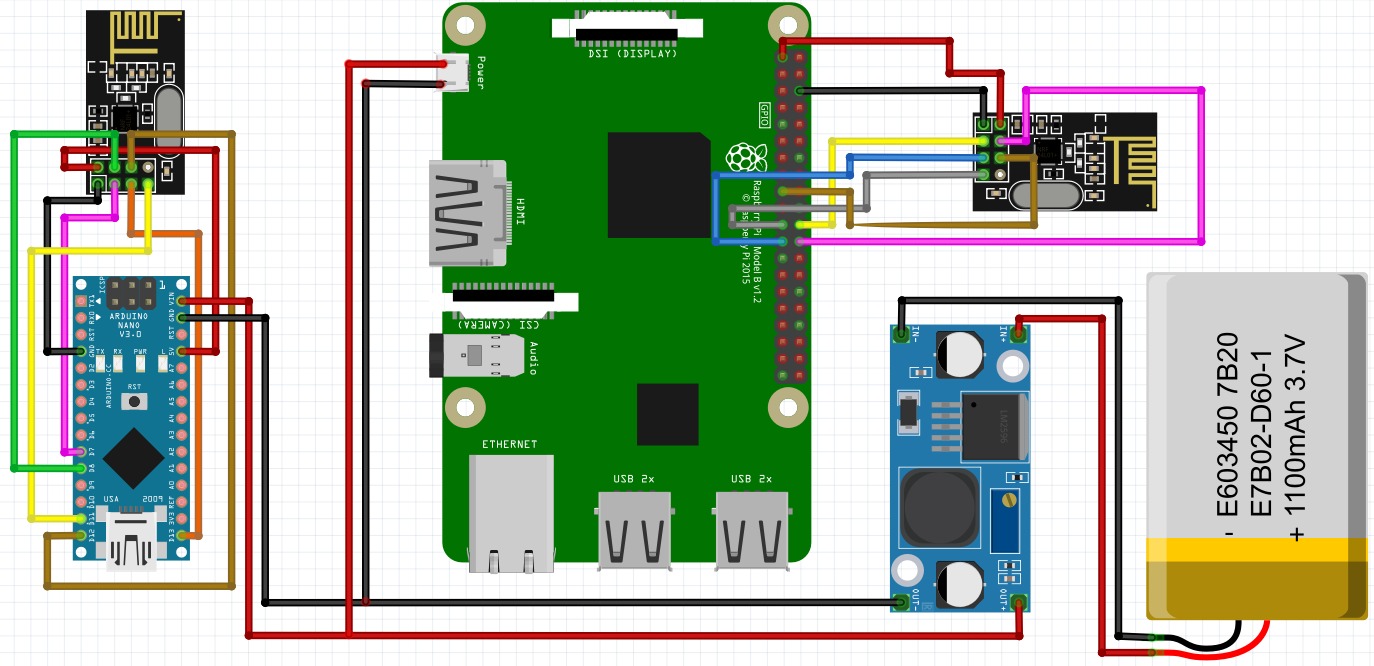 DSI (DISPLAY)
Power
GPIO
HDMI
Raspberry Pi Model B v1.2
© Raspberry Pi 2015
CSI (CAMERA)
Audio
ETHERNET
USB 2x
USB 2x
ICSP
1
ARDUINO
NANO
V3.0
TX RX PWR L
RST
ARDUINO.CC
USA
2009
TX1
RX0
RST
GND
D2
D3
D4
D5
D6
D7
D8
D9
D10
D11
D12
VIN
GND
RST
5V
A7
A6
A5
A4
A3
A2
A1
A0
REF
3V3
D13
IN-
IN+
LM2596
OUT-
OUT+
- E603450 7B20
E7B02-D60-1
+ 1100mAh 3.7V